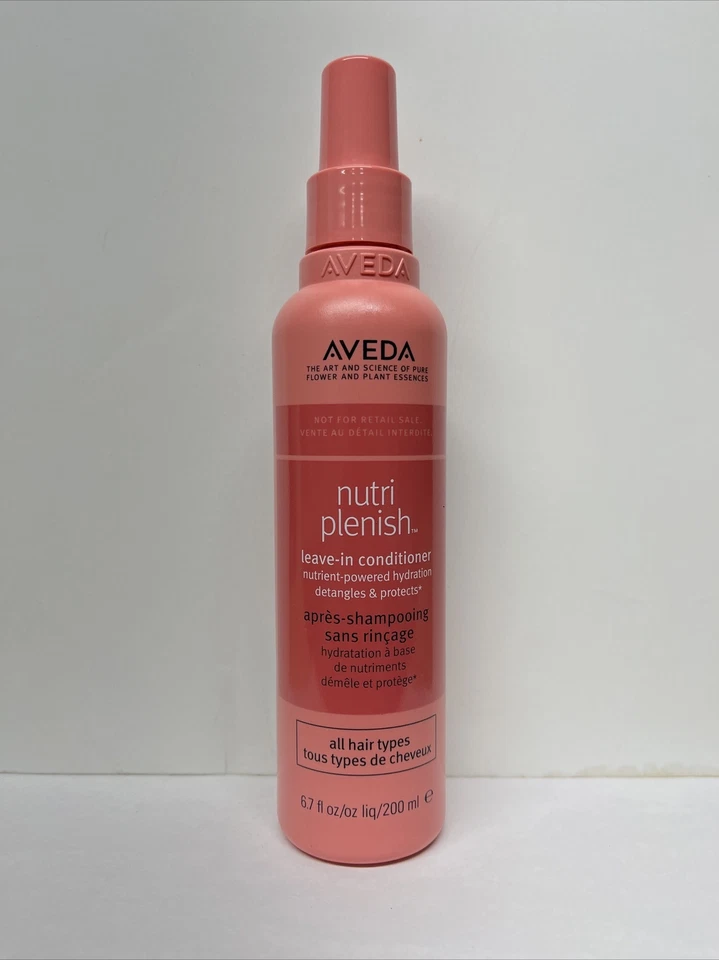 AVEDA
AVEDA
THE ART AND SCIENCE OF PURE
FLOWER AND PLANT ESSENCES
NOT FOR RETAIL SALE.
VENTE AU DÉTAIL INTERDITE.
nutri
plenish™
leave-in conditioner
nutrient-powered hydration
detangles & protects*
après-shampooing
sans rinçage
hydratation à base
de nutriments
démêle et protège*
all hair types
tous types de cheveux
6.7 fl oz/oz liq/200 ml ℮